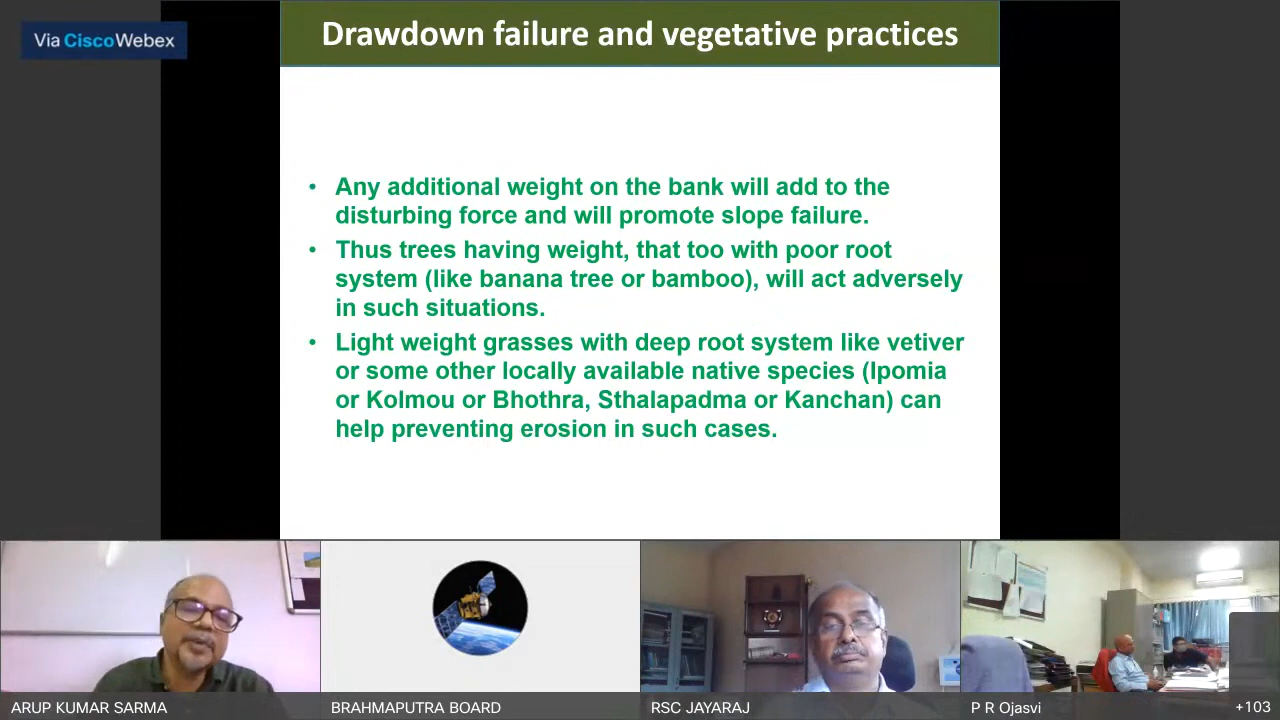 Via CiscoWebex
Drawdown failure and vegetative practices
• Any additional weight on the bank will add to the
disturbing force and will promote slope failure.
• Thus trees having weight, that too with poor root
system (like banana tree or bamboo), will act adversely
in such situations.
• Light weight grasses with deep root system like vetiver
or some other locally available native species (Ipomia
or Kolmou or Bhothra, Sthalapadma or Kanchan) can
help preventing erosion in such cases.
ARUP KUMAR SARMA
BRAHMAPUTRA BOARD
RSC JAYARAJ
P R Ojasvi
+103